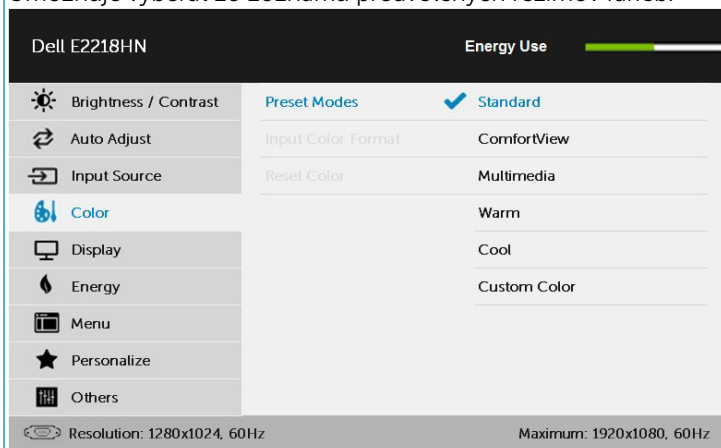 Dell E2218HN Energy Use
Brightness / Contrast Preset Modes Standard
Auto Adjust Input Color Format ComfortView
Input Source Reset Color Multimedia
Color Warm
Display Cool
Energy Custom Color
Menu
Personalize
Others
Resolution: 1280x1024, 60Hz Maximum: 1920x1080, 60Hz